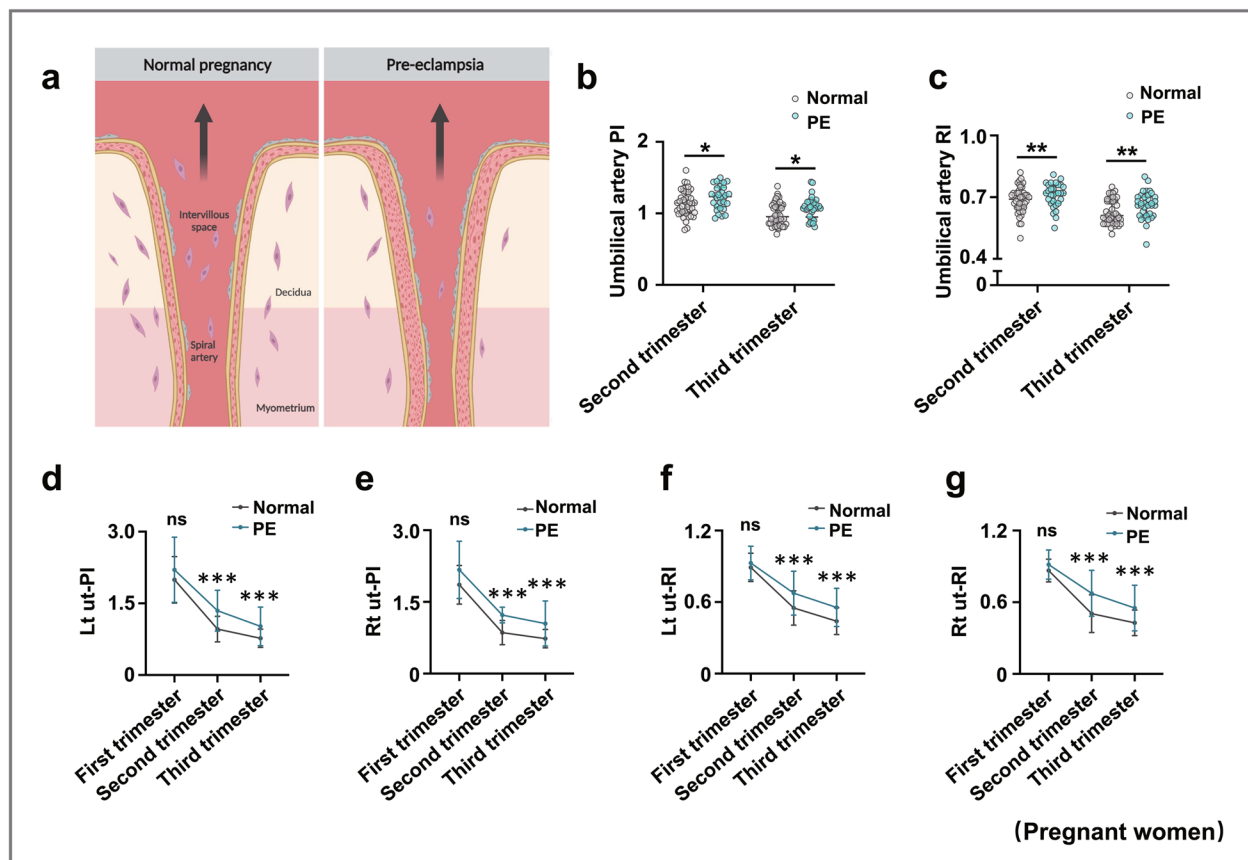 a
Normal pregnancy
Pre-eclampsia
Intervillous
space
Decidua
Spiral
artery
Myometrium
b
Normal
PE
Umbilical artery PI
2
1
0
*
*
Second trimester
Third trimester
c
Normal
PE
Umbilical artery RI
1.0
0.7
0.4
0
**
**
Second trimester
Third trimester
d
Normal
PE
Lt ut-PI
3.0
1.5
0
ns
***
***
First trimester
Second trimester
Third trimester
e
Normal
PE
Rt ut-PI
3.0
1.5
0
ns
***
***
First trimester
Second trimester
Third trimester
f
Normal
PE
Lt ut-RI
1.2
0.6
0
ns
***
***
First trimester
Second trimester
Third trimester
g
Normal
PE
Rt ut-RI
1.2
0.6
0
ns
***
***
First trimester
Second trimester
Third trimester
(Pregnant women)